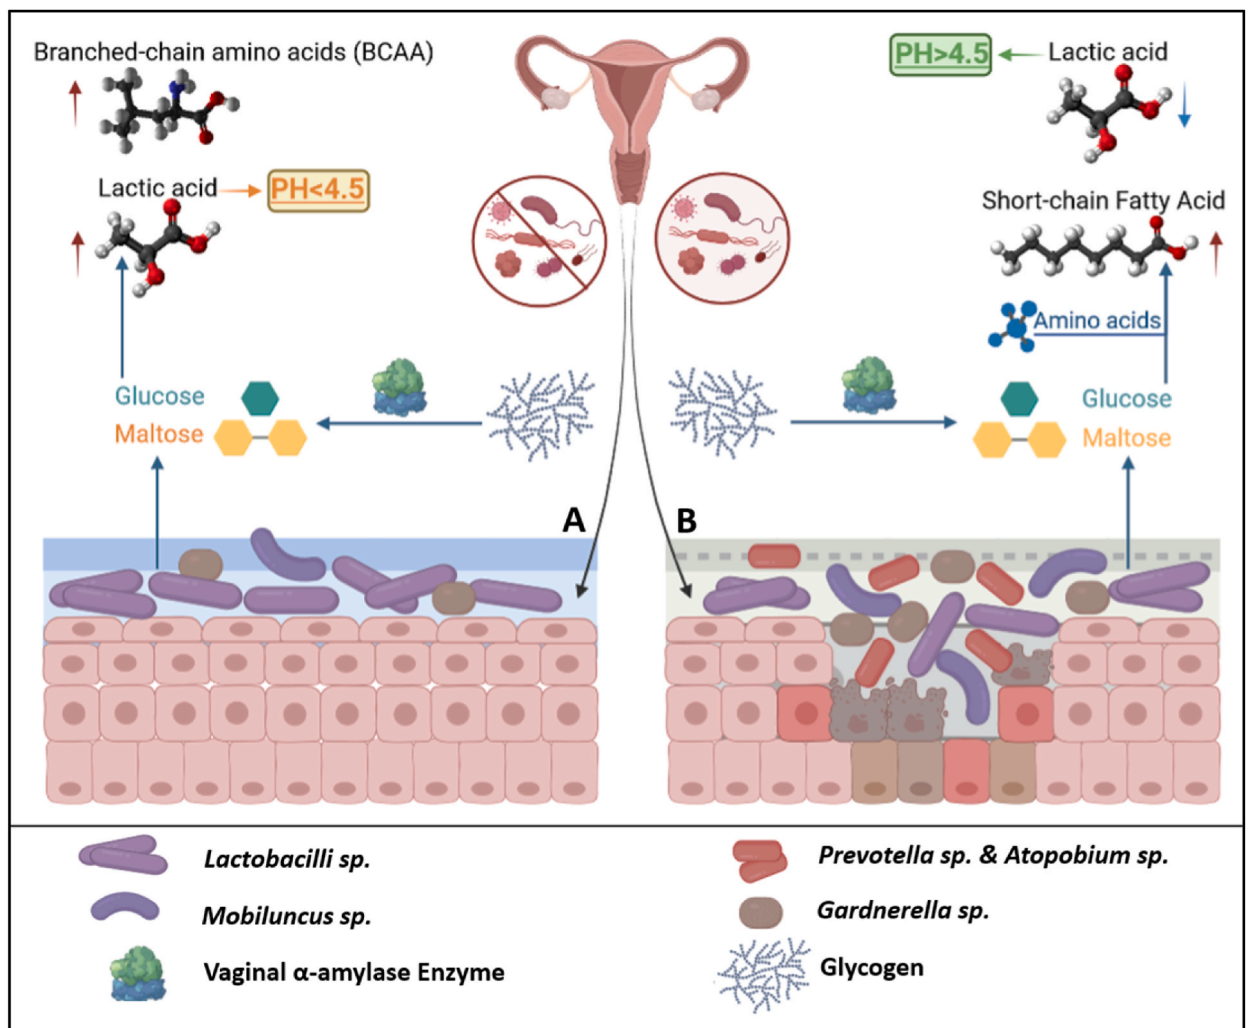 Branched-chain amino acids (BCAA)
Lactic acid
PH<4.5
PH>4.5
Lactic acid
Short-chain Fatty Acid
Amino acids
Glucose
Maltose
Glucose
Maltose
A
B
Lactobacilli sp.
Mobiluncus sp.
Vaginal α-amylase Enzyme
Prevotella sp. & Atopobium sp.
Gardnerella sp.
Glycogen